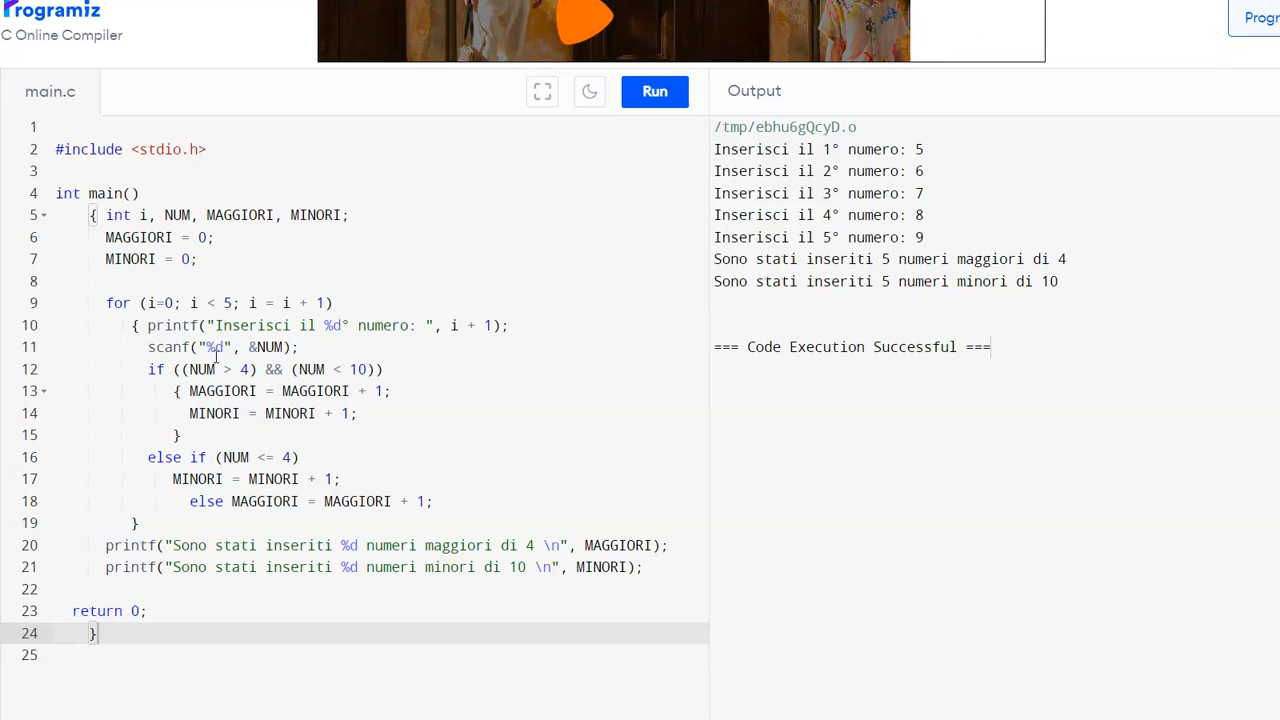 Programiz
C Online Compiler
Progr
main.c
Run
Output
1
2 #include <stdio.h>
3
4 int main()
5 { int i, NUM, MAGGIORI, MINORI;
6 MAGGIORI = 0;
7 MINORI = 0;
8
9 for (i=0; i < 5; i = i + 1)
10 { printf("Inserisci il %d° numero: ", i + 1);
11 scanf("%d", &NUM);
12 if ((NUM > 4) && (NUM < 10))
13 { MAGGIORI = MAGGIORI + 1;
14 MINORI = MINORI + 1;
15 }
16 else if (NUM <= 4)
17 MINORI = MINORI + 1;
18 else MAGGIORI = MAGGIORI + 1;
19 }
20 printf("Sono stati inseriti %d numeri maggiori di 4 \n", MAGGIORI);
21 printf("Sono stati inseriti %d numeri minori di 10 \n", MINORI);
22
23 return 0;
24 }
25
/tmp/ebhu6gQcyD.o
Inserisci il 1° numero: 5
Inserisci il 2° numero: 6
Inserisci il 3° numero: 7
Inserisci il 4° numero: 8
Inserisci il 5° numero: 9
Sono stati inseriti 5 numeri maggiori di 4
Sono stati inseriti 5 numeri minori di 10
=== Code Execution Successful ===